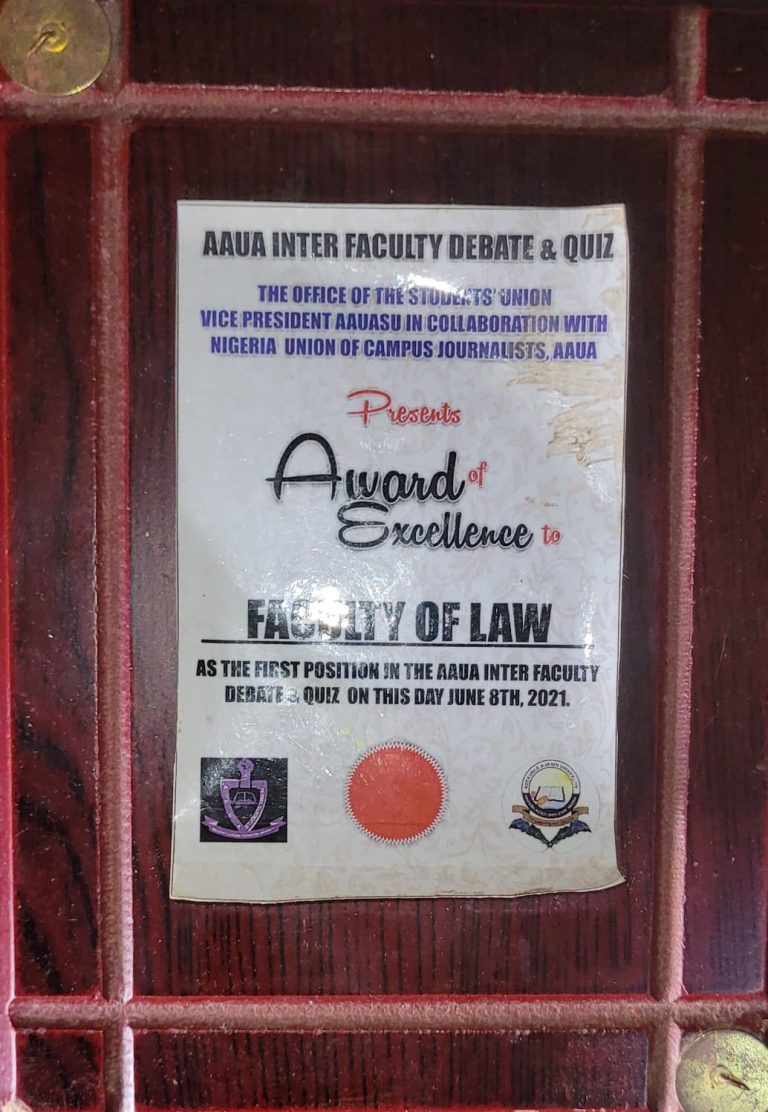 AAUA INTER FACULTY DEBATE & QUIZ
THE OFFICE OF THE STUDENTS' UNION
VICE PRESIDENT AAUASU IN COLLABORATION WITH
NIGERIA UNION OF CAMPUS JOURNALISTS, AAUA
Presents
Award of
Excellence to
FACULTY OF LAW
AS THE FIRST POSITION IN THE AAUA INTER FACULTY
DEBATE & QUIZ ON THIS DAY JUNE 8TH, 2021.